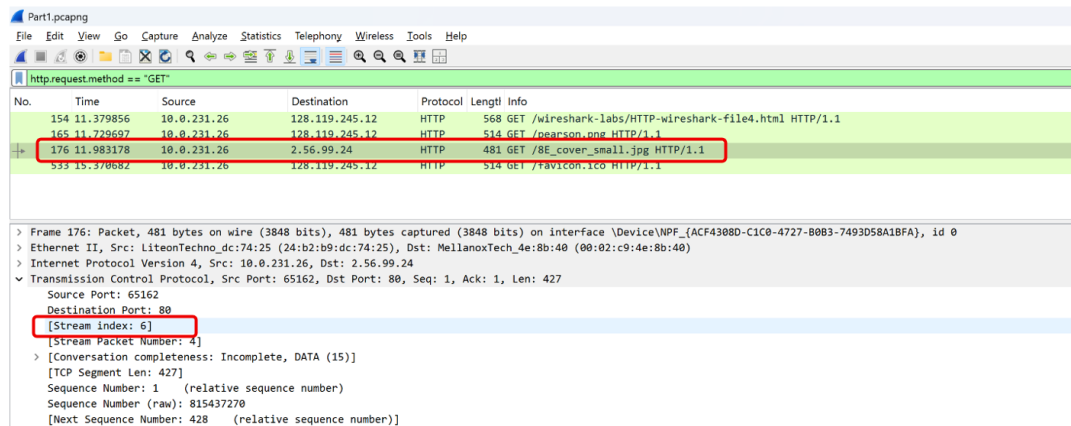 Part1.pcapng
File Edit View Go Capture Analyze Statistics Telephony Wireless Tools Help
http.request.method == "GET"
No. Time Source Destination Protocol Lengtl Info
154 11.379856 10.0.231.26 128.119.245.12 HTTP 568 GET /wireshark-labs/HTTP-wireshark-file4.html HTTP/1.1
165 11.729697 10.0.231.26 128.119.245.12 HTTP 514 GET /pearson.png HTTP/1.1
176 11.983178 10.0.231.26 2.56.99.24 HTTP 481 GET /8E_cover_small.jpg HTTP/1.1
533 15.370682 10.0.231.26 128.119.245.12 HTTP 514 GET /favicon.ico HTTP/1.1
> Frame 176: Packet, 481 bytes on wire (3848 bits), 481 bytes captured (3848 bits) on interface \Device\NPF_{ACF4308D-C1C0-4727-B0B3-7493D58A1BFA}, id 0
> Ethernet II, Src: LiteonTechno_dc:74:25 (24:b2:b9:dc:74:25), Dst: MellanoxTech_4e:8b:40 (00:02:c9:4e:8b:40)
> Internet Protocol Version 4, Src: 10.0.231.26, Dst: 2.56.99.24
Transmission Control Protocol, Src Port: 65162, Dst Port: 80, Seq: 1, Ack: 1, Len: 427
Source Port: 65162
Destination Port: 80
[Stream index: 6]
[Stream Packet Number: 4]
> [Conversation completeness: Incomplete, DATA (15)]
[TCP Segment Len: 427]
Sequence Number: 1 (relative sequence number)
Sequence Number (raw): 815437270
[Next Sequence Number: 428 (relative sequence number)]